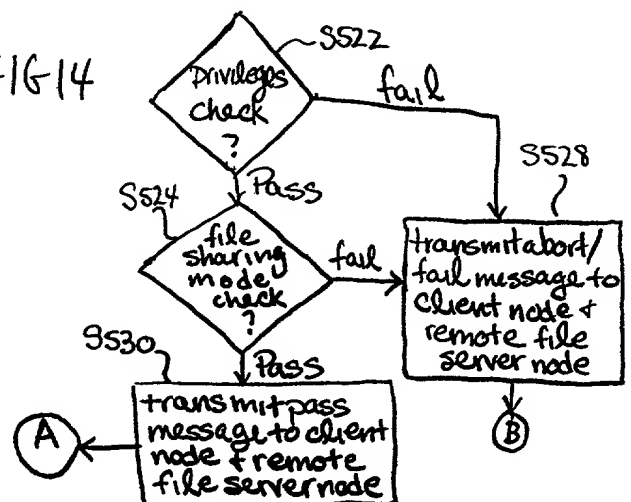 FIG-14
S522
Privileges
check
?
fail
Pass
S524
file
sharing
mode
check
?
fail
S528
transmit abort/
fail message to
client node &
remote file
server node
B
Pass
S530
transmit pass
message to client
node & remote
file server node
A